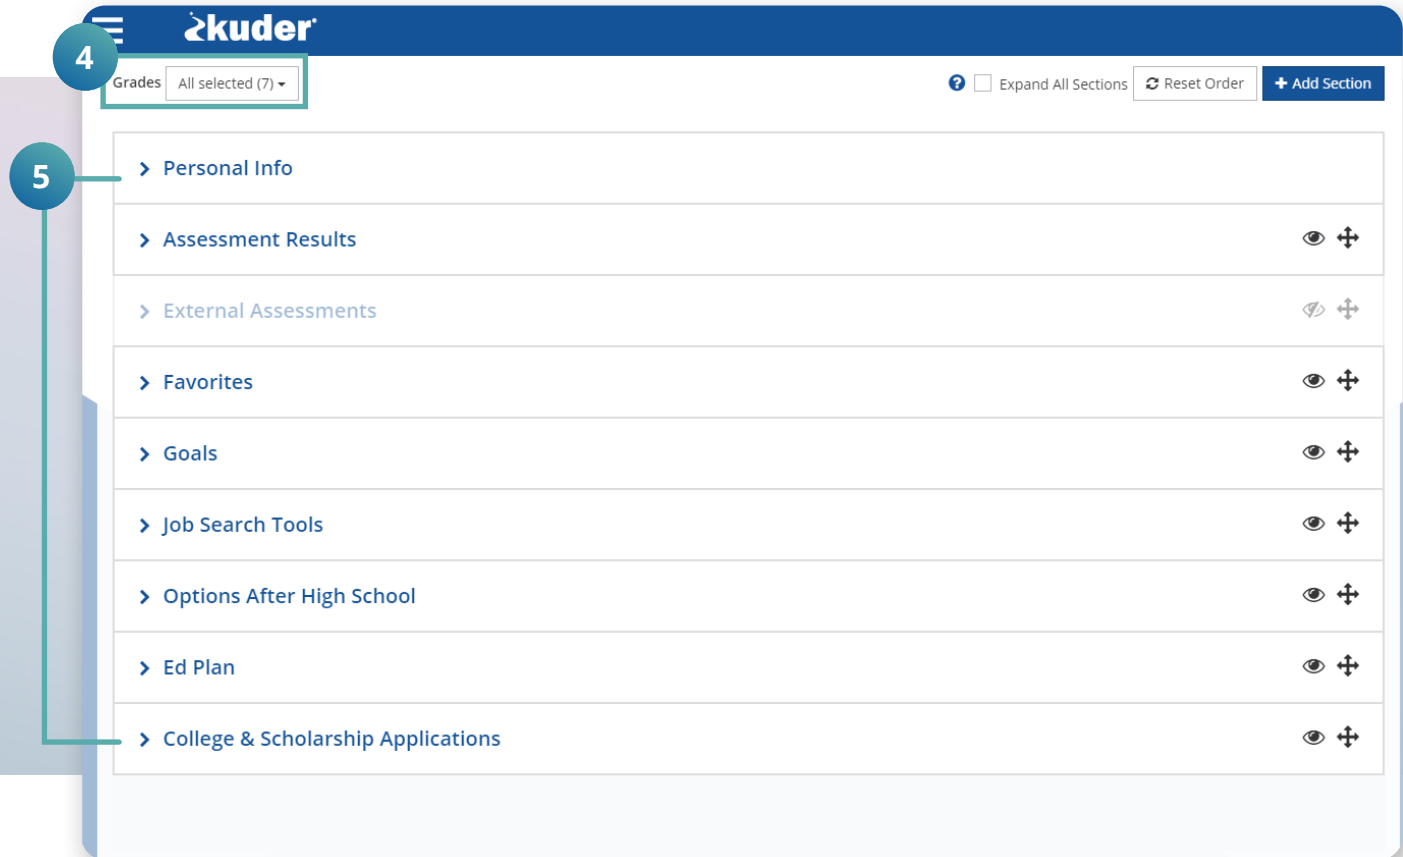 kuder
4
Grades All selected (7) Expand All Sections Reset Order + Add Section
5
Personal Info
Assessment Results
External Assessments
Favorites
Goals
Job Search Tools
Options After High School
Ed Plan
College & Scholarship Applications